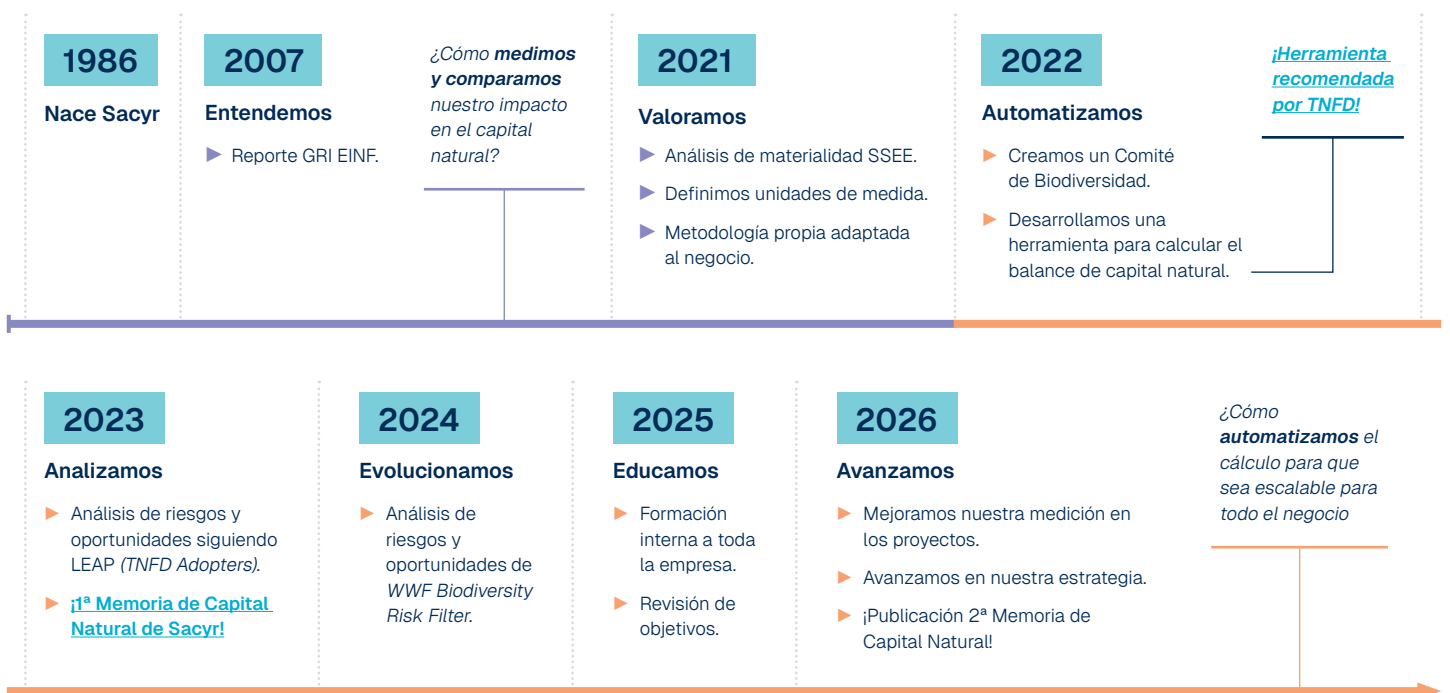 1986
Nace Sacyr
2007
Entendemos
Reporte GRI EINF.
¿Cómo medimos
y comparamos
nuestro impacto
en el capital
natural?
2021
Valoramos
Análisis de materialidad SSEE.
Definimos unidades de medida.
Metodología propia adaptada
al negocio.
2022
Automatizamos
Creamos un Comité
de Biodiversidad.
Desarrollamos una
herramienta para calcular el
balance de capital natural.
¡Herramienta
recomendada
por TNFD!
2023
Analizamos
Análisis de riesgos y
oportunidades siguiendo
LEAP (TNFD Adopters).
¡1ª Memoria de Capital
Natural de Sacyr!
2024
Evolucionamos
Análisis de
riesgos y
oportunidades de
WWF Biodiversity
Risk Filter.
2025
Educamos
Formación
interna a toda
la empresa.
Revisión de
objetivos.
2026
Avanzamos
Mejoramos nuestra medición en
los proyectos.
Avanzamos en nuestra estrategia.
¡Publicación 2ª Memoria de
Capital Natural!
¿Cómo
automatizamos el
cálculo para que
sea escalable para
todo el negocio